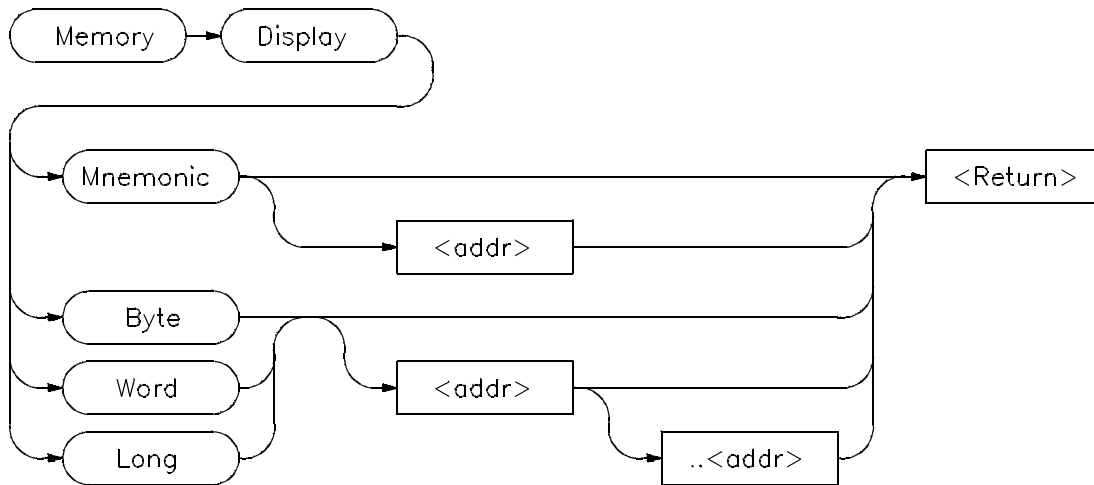 Memory Display
Mnemonic <Return>
<addr>
Byte
Word <addr>
Long ..<addr>